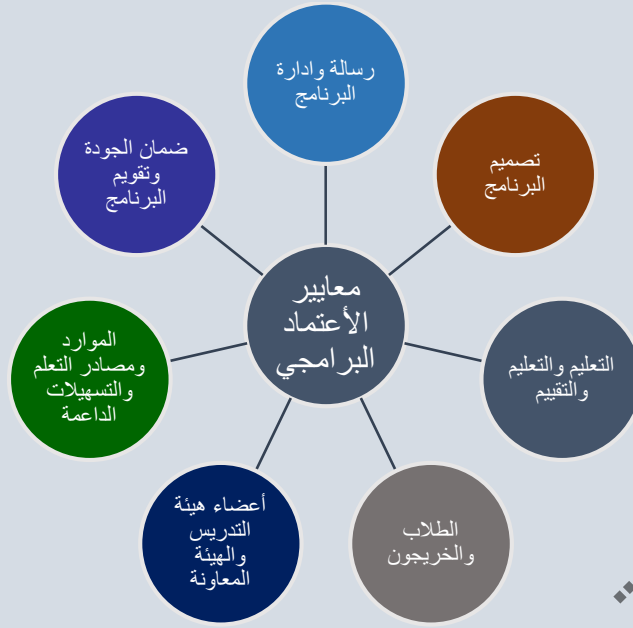 رسالة وادارة
البرنامج
تصميم
البرنامج
التعليم والتعليم
والتقييم
الطلاب
والخريجون
أعضاء هيئة
التدريس
والهيئة
المعاونة
الموارد
ومصادر التعلم
والتسهيلات
الداعمة
ضمان الجودة
وتقويم
البرنامج
معايير
الأعتماد
البرامجي